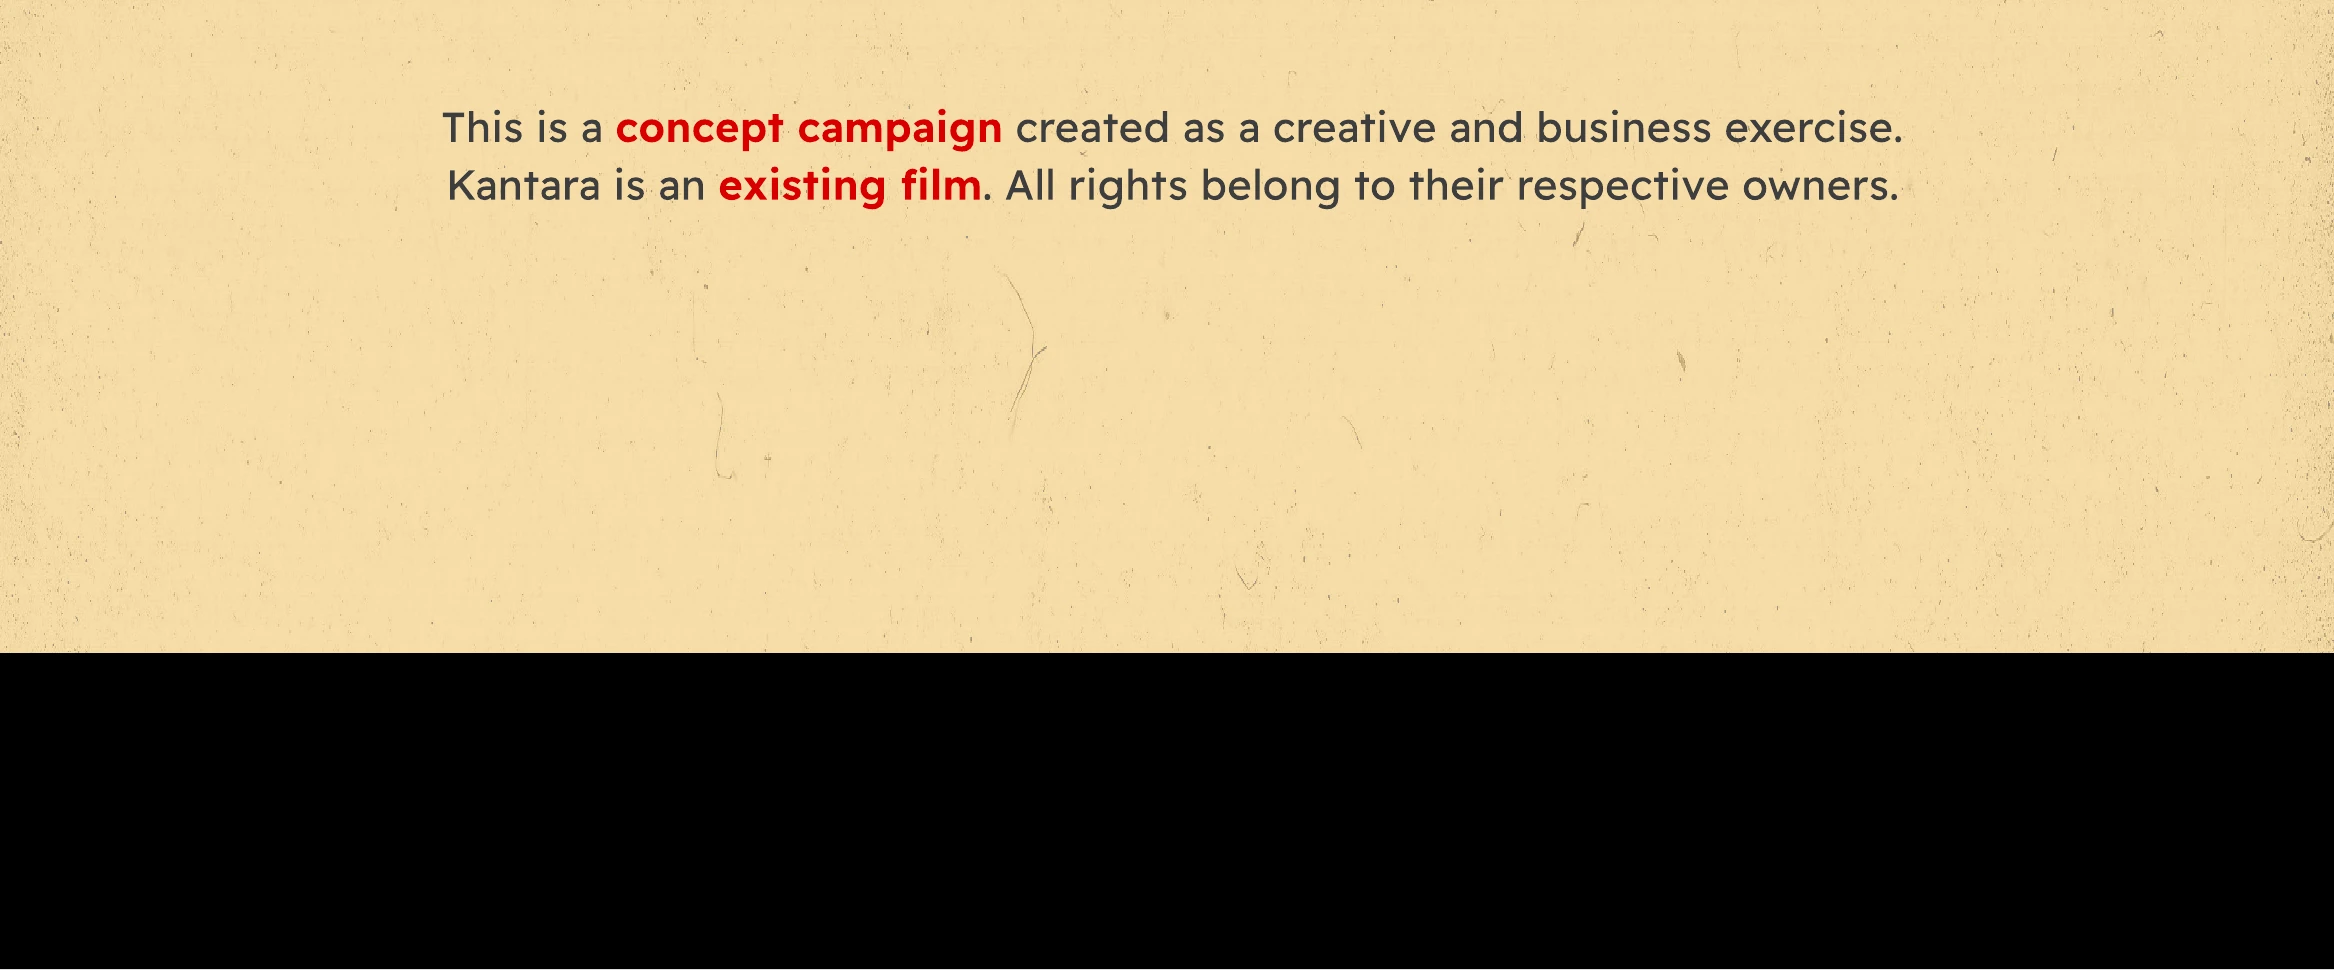 This is a concept campaign created as a creative and business exercise.
Kantara is an existing film. All rights belong to their respective owners.